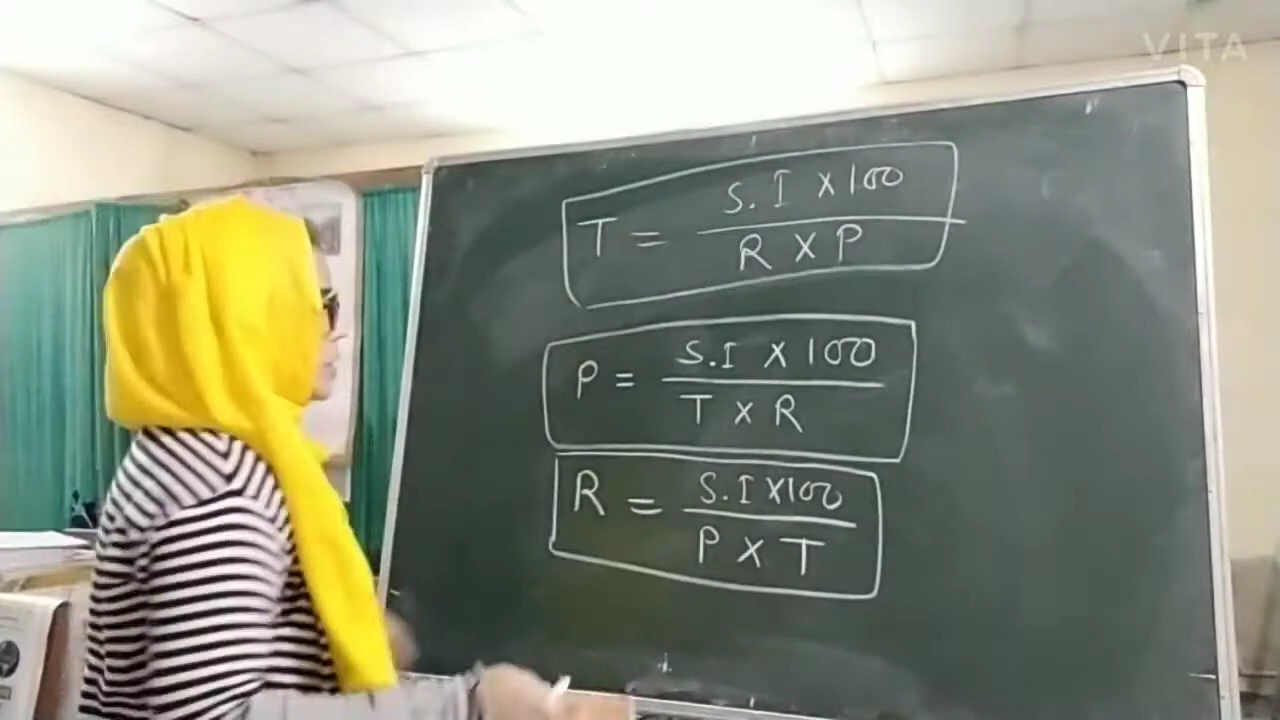 VITA
T = S.I X 100
R X P
P = S.I X 100
T X R
R = S.I X 100
P X T